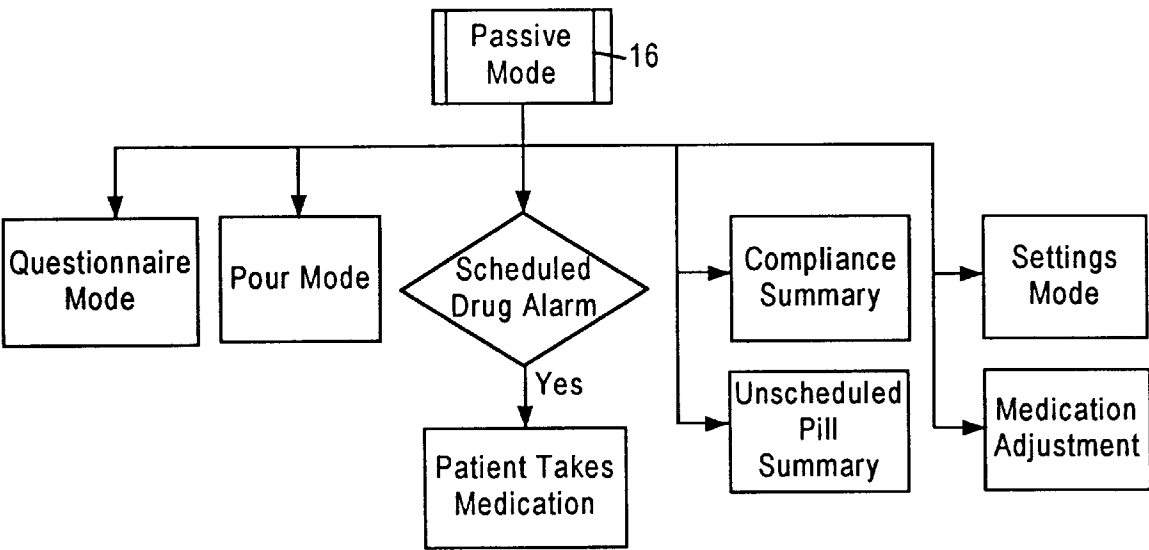 Passive
Mode
16
Questionnaire
Mode
Pour Mode
Scheduled
Drug Alarm
Compliance
Summary
Settings
Mode
Yes
Patient Takes
Medication
Unscheduled
Pill
Summary
Medication
Adjustment